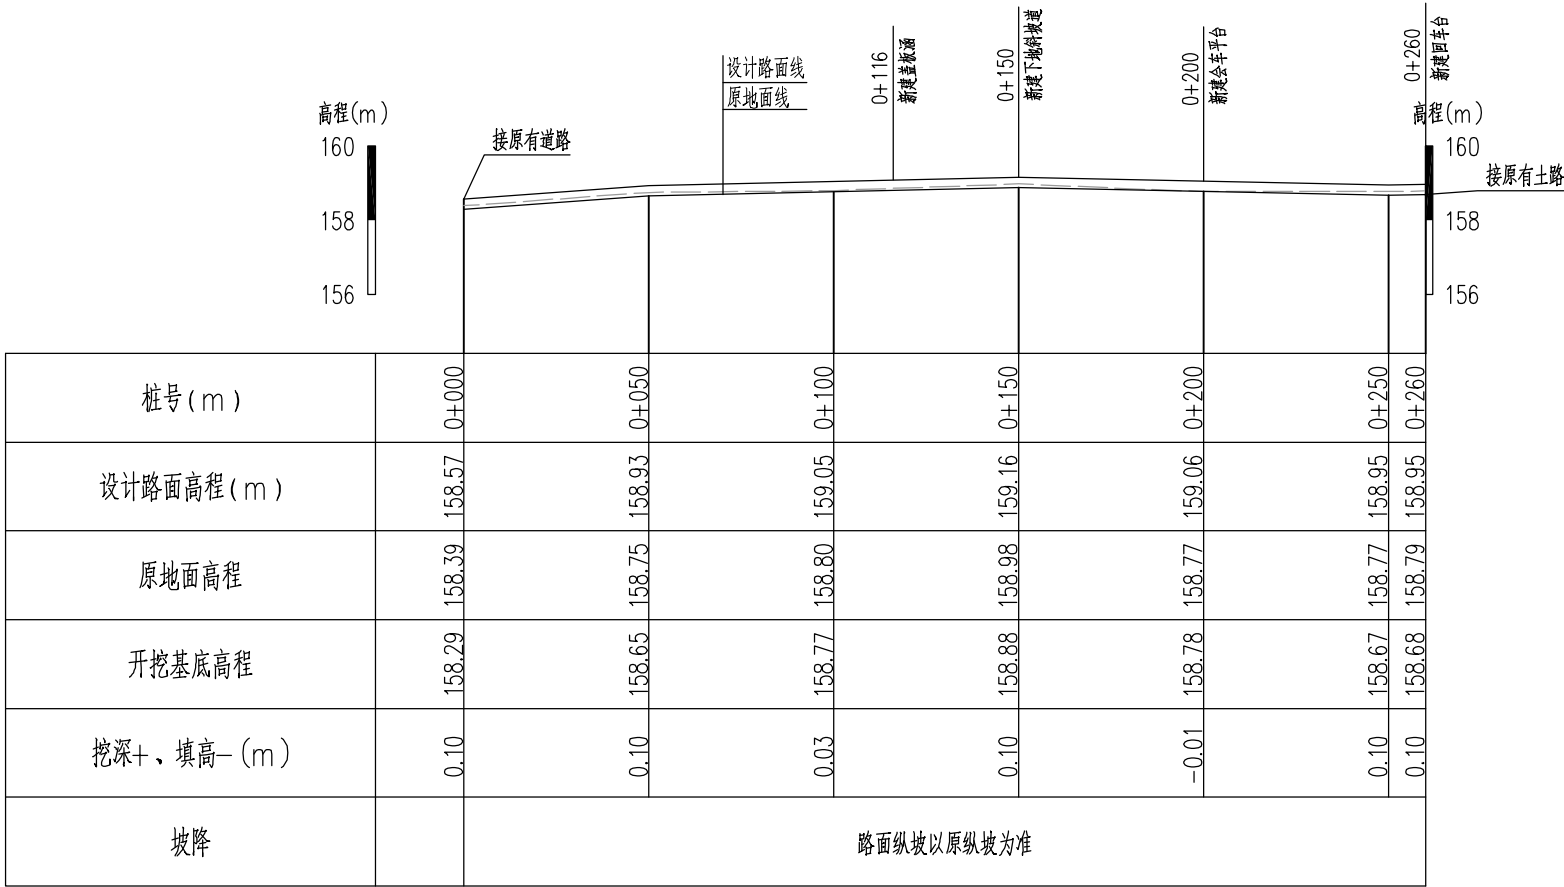 0+116
新建盖板涵
0+150
新建下地斜坡道
0+200
新建会车平台
0+260
新建回车台
设计路面线
原地面线
高程(m)
160
158
156
接原有道路
高程(m)
160
158
156
接原有土路
桩号(m) 0+000 0+050 0+100 0+150 0+200 0+250 0+260
设计路面高程(m) 158.57 158.93 159.05 159.16 159.06 158.95 158.95
原地面高程 158.39 158.75 158.80 158.98 158.77 158.77 158.79
开挖基底高程 158.29 158.65 158.77 158.88 158.78 158.67 158.68
挖深+、填高-(m) 0.10 0.10 0.03 0.10 -0.01 0.10 0.10
坡降 路面纵坡以原纵坡为准